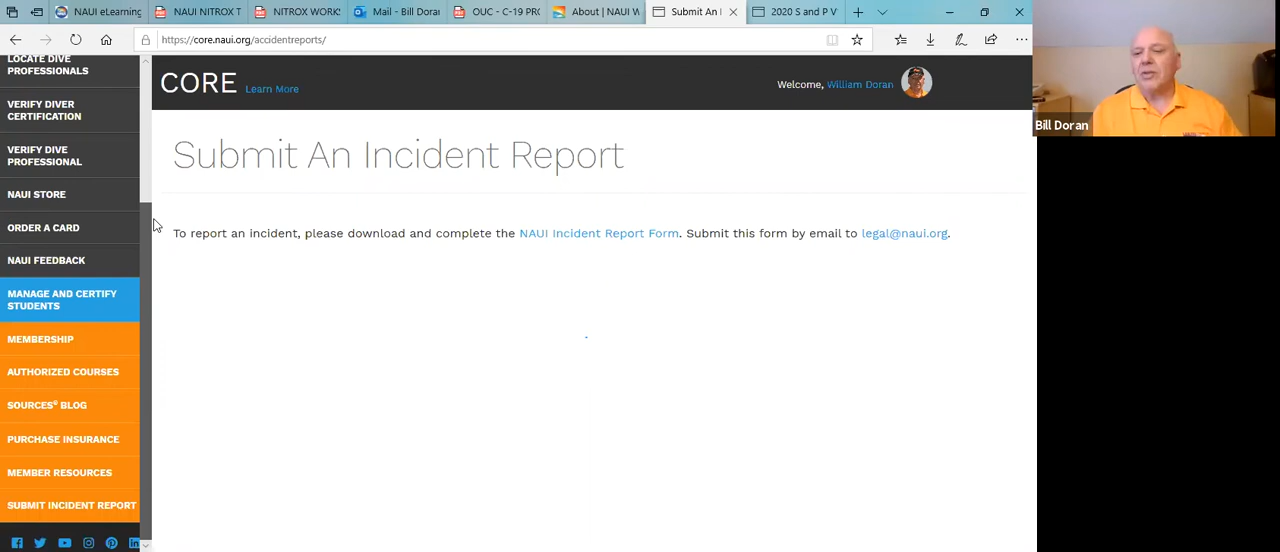 NAUI eLearning
NAUI NITROX T
NITROX WORKS
Mail - Bill Doran
OUC - C-19 PRO
About | NAUI W
Submit An I
2020 S and P V
https://core.naui.org/accidentreports/
LOCATE DIVE
PROFESSIONALS
VERIFY DIVER
CERTIFICATION
VERIFY DIVE
PROFESSIONAL
NAUI STORE
ORDER A CARD
NAUI FEEDBACK
MANAGE AND CERTIFY
STUDENTS
MEMBERSHIP
AUTHORIZED COURSES
SOURCES® BLOG
PURCHASE INSURANCE
MEMBER RESOURCES
SUBMIT INCIDENT REPORT
CORE Learn More
Welcome, William Doran
Submit An Incident Report
To report an incident, please download and complete the NAUI Incident Report Form. Submit this form by email to legal@naui.org.
Bill Doran